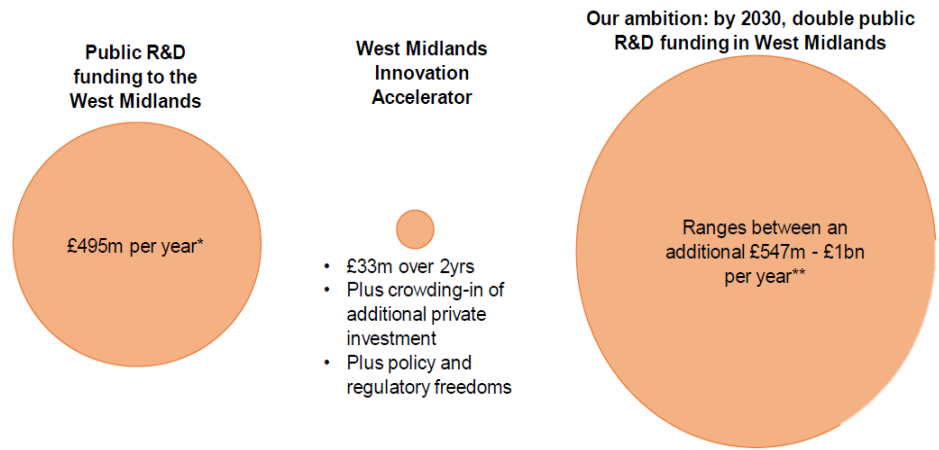 Public R&D
funding to the
West Midlands
£495m per year*
West Midlands
Innovation
Accelerator
• £33m over 2yrs
• Plus crowding-in of
additional private
investment
• Plus policy and
regulatory freedoms
Our ambition: by 2030, double public
R&D funding in West Midlands
Ranges between an
additional £547m - £1bn
per year**